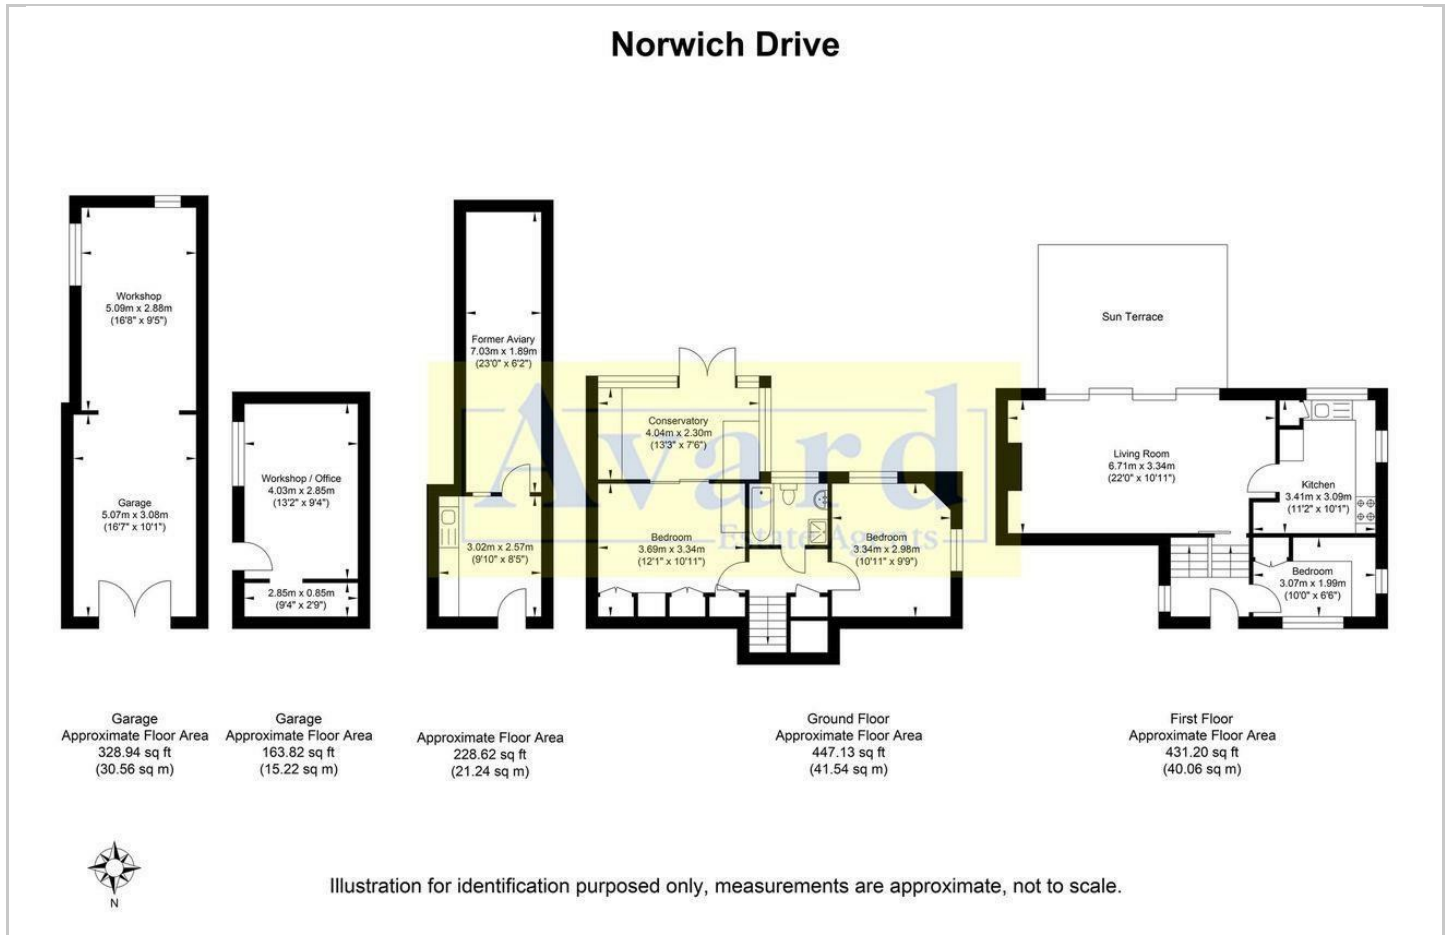 Norwich Drive
Workshop
5.09m x 2.88m
(16'8" x 9'5")
Garage
5.07m x 3.08m
(16'7" x 10'1")
Workshop / Office
4.03m x 2.85m
(13'2" x 9'4")
2.85m x 0.85m
(9'4" x 2'9")
Former Aviary
7.03m x 1.89m
(23'0" x 6'2")
3.02m x 2.57m
(9'10" x 8'5")
Conservatory
4.04m x 2.30m
(13'3" x 7'6")
Bedroom
3.69m x 3.34m
(12'1" x 10'11")
Bedroom
3.34m x 2.98m
(10'11" x 9'9")
Avard
Estate Agents
Sun Terrace
Living Room
6.71m x 3.34m
(22'0" x 10'11")
Kitchen
3.41m x 3.09m
(11'2" x 10'1")
Bedroom
3.07m x 1.99m
(10'0" x 6'6")
Garage
Approximate Floor Area
328.94 sq ft
(30.56 sq m)
Garage
Approximate Floor Area
163.82 sq ft
(15.22 sq m)
Approximate Floor Area
228.62 sq ft
(21.24 sq m)
Ground Floor
Approximate Floor Area
447.13 sq ft
(41.54 sq m)
First Floor
Approximate Floor Area
431.20 sq ft
(40.06 sq m)
N
Illustration for identification purposed only, measurements are approximate, not to scale.